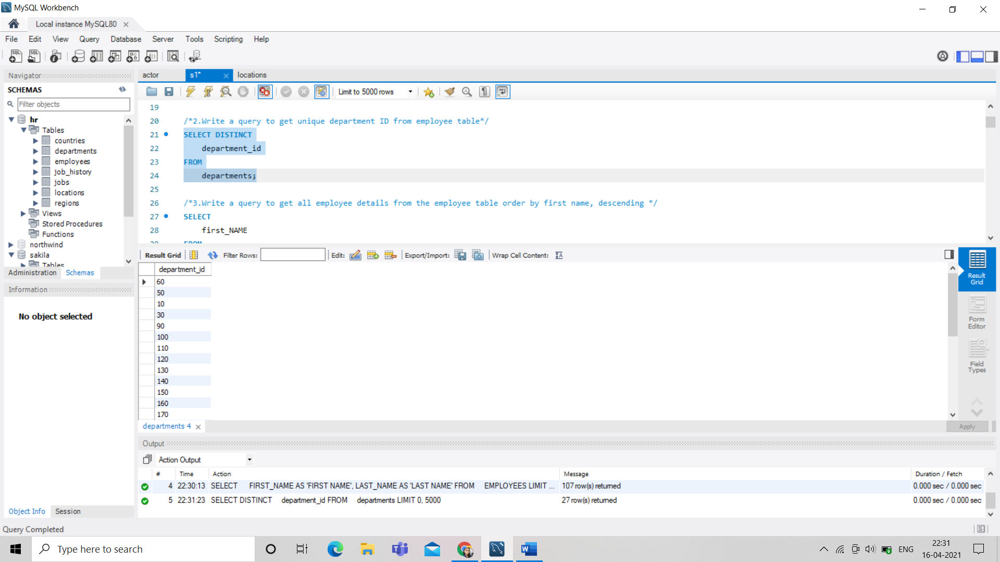 MySQL Workbench
Local instance MySQL80
File Edit View Query Database Server Tools Scripting Help
Navigator
SCHEMAS
Filter objects
hr
Tables
countries
departments
employees
job_history
jobs
locations
regions
Views
Stored Procedures
Functions
northwind
sakila
Tables
Administration Schemas
Information
No object selected
Object Info Session
actor s1* locations
Limit to 5000 rows
19
20 /*2.Write a query to get unique department ID from employee table*/
21 SELECT DISTINCT
22 department_id
23 FROM
24 departments;
25
26 /*3.Write a query to get all employee details from the employee table order by first name, descending */
27 SELECT
28 first_NAME
29 FROM
Result Grid Filter Rows: Edit: Export/Import: Wrap Cell Content:
department_id
60
50
10
30
90
100
110
120
130
140
150
160
170
Result
Grid
Form
Editor
Field
Types
departments 4
Apply
Output
Action Output
# Time Action Message Duration / Fetch
4 22:30:13 SELECT FIRST_NAME AS 'FIRST NAME', LAST_NAME AS 'LAST NAME' FROM EMPLOYEES LIMIT ... 107 row(s) returned 0.000 sec / 0.000 sec
5 22:31:23 SELECT DISTINCT department_id FROM departments LIMIT 0, 5000 27 row(s) returned 0.000 sec / 0.000 sec
Query Completed
Type here to search
ENG
22:31
16-04-2021